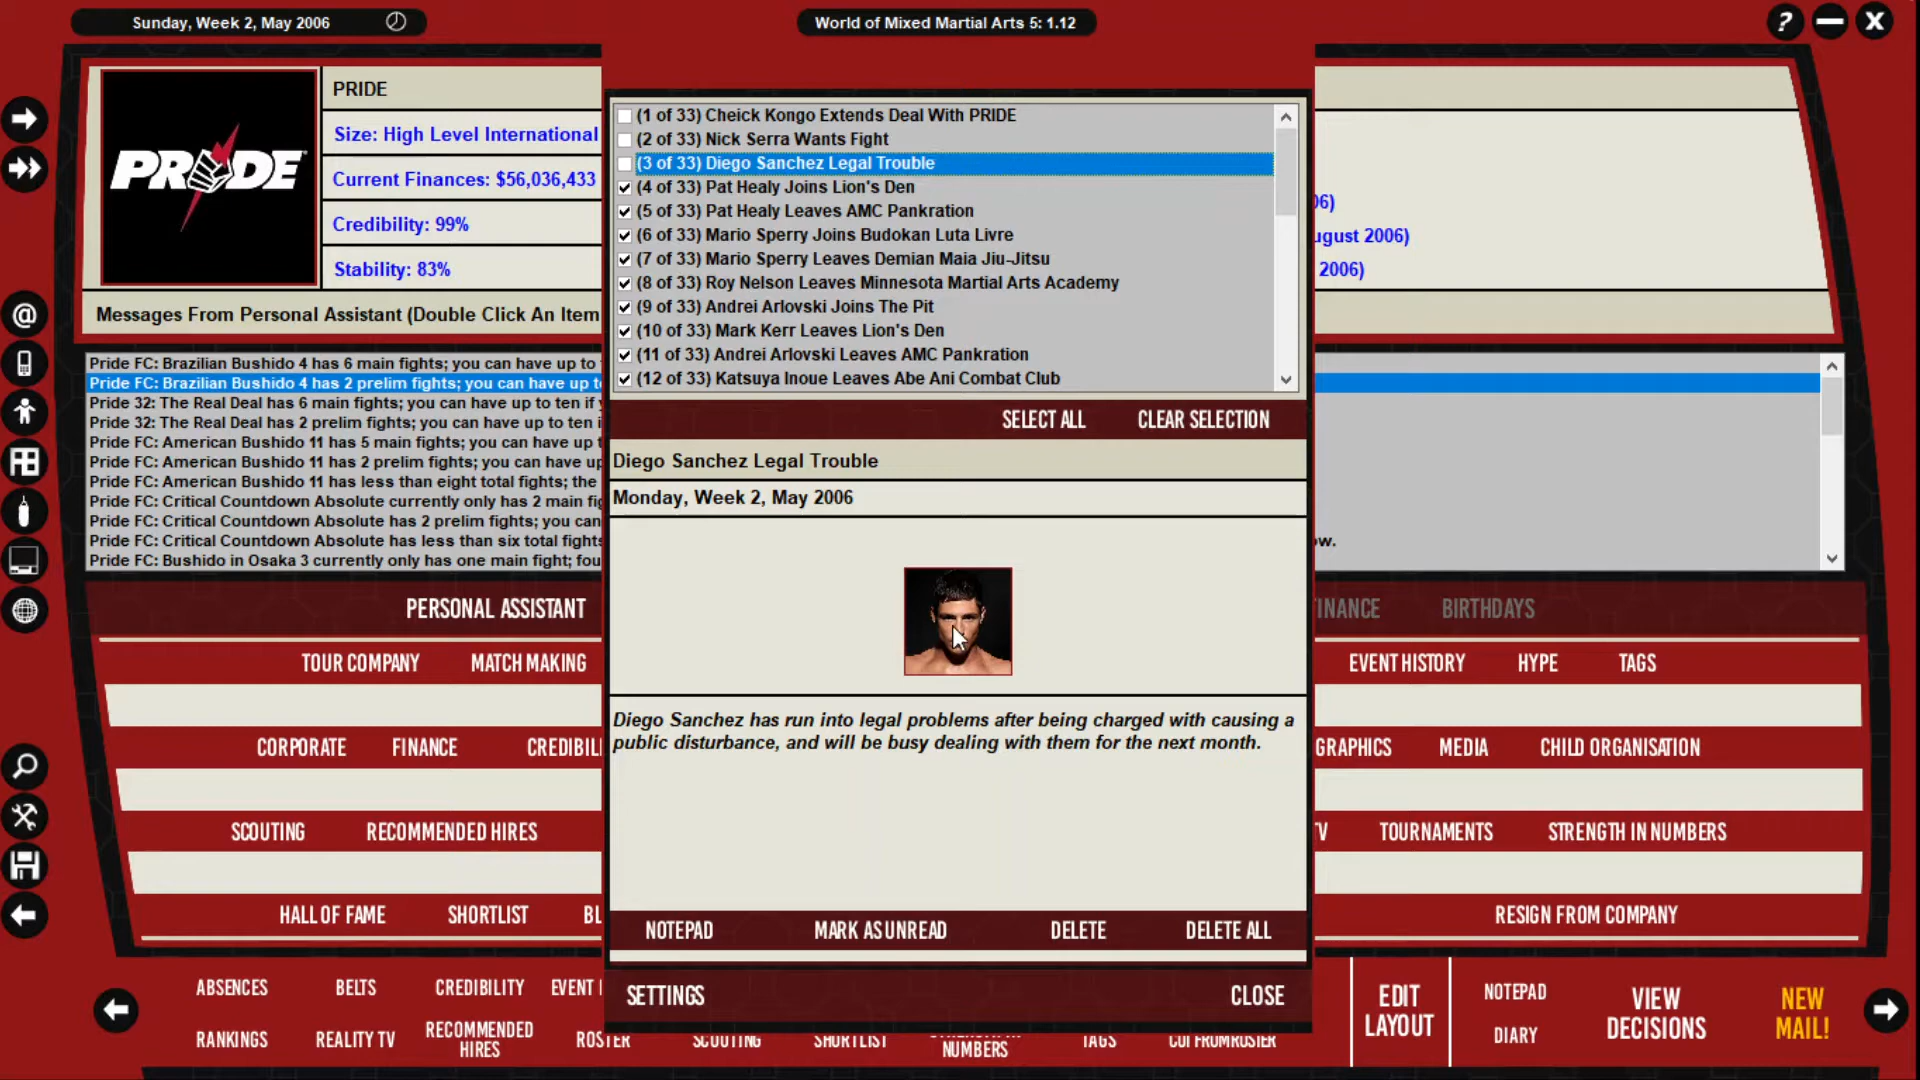 Sunday, Week 2, May 2006
World of Mixed Martial Arts 5: 1.12
?
X
PRIDE
PRIDE
Size: High Level International
Current Finances: $56,036,433
Credibility: 99%
Stability: 83%
06)
ugust 2006)
2006)
Messages From Personal Assistant (Double Click An Item
Pride FC: Brazilian Bushido 4 has 6 main fights; you can have up to
Pride FC: Brazilian Bushido 4 has 2 prelim fights; you can have up to
Pride 32: The Real Deal has 6 main fights; you can have up to ten if
Pride 32: The Real Deal has 2 prelim fights; you can have up to ten
Pride FC: American Bushido 11 has 5 main fights; you can have up
Pride FC: American Bushido 11 has 2 prelim fights; you can have up
Pride FC: American Bushido 11 has less than eight total fights; the
Pride FC: Critical Countdown Absolute currently only has 2 main
Pride FC: Critical Countdown Absolute has 2 prelim fights; you can
Pride FC: Critical Countdown Absolute has less than six total fights
Pride FC: Bushido in Osaka 3 currently only has one main fight; fou
ow.
(1 of 33) Cheick Kongo Extends Deal With PRIDE
(2 of 33) Nick Serra Wants Fight
(3 of 33) Diego Sanchez Legal Trouble
(4 of 33) Pat Healy Joins Lion's Den
(5 of 33) Pat Healy Leaves AMC Pankration
(6 of 33) Mario Sperry Joins Budokan Luta Livre
(7 of 33) Mario Sperry Leaves Demian Maia Jiu-Jitsu
(8 of 33) Roy Nelson Leaves Minnesota Martial Arts Academy
(9 of 33) Andrei Arlovski Joins The Pit
(10 of 33) Mark Kerr Leaves Lion's Den
(11 of 33) Andrei Arlovski Leaves AMC Pankration
(12 of 33) Katsuya Inoue Leaves Abe Ani Combat Club
SELECT ALL CLEAR SELECTION
Diego Sanchez Legal Trouble
Monday, Week 2, May 2006
Diego Sanchez has run into legal problems after being charged with causing a
public disturbance, and will be busy dealing with them for the next month.
NOTEPAD MARK AS UNREAD DELETE DELETE ALL
SETTINGS CLOSE
PERSONAL ASSISTANT INANCE BIRTHDAYS
TOUR COMPANY MATCH MAKING EVENT HISTORY HYPE TAGS
CORPORATE FINANCE CREDIBIL GRAPHICS MEDIA CHILD ORGANISATION
SCOUTING RECOMMENDED HIRES TV TOURNAMENTS STRENGTH IN NUMBERS
HALL OF FAME SHORTLIST BL RESIGN FROM COMPANY
ABSENCES BELTS CREDIBILITY EVENT
RANKINGS REALITY TV RECOMMENDED HIRES ROSTER SCOUTING SHORTLIST NUMBERS TAGS
EDIT LAYOUT
NOTEPAD
DIARY
VIEW DECISIONS
NEW MAIL!